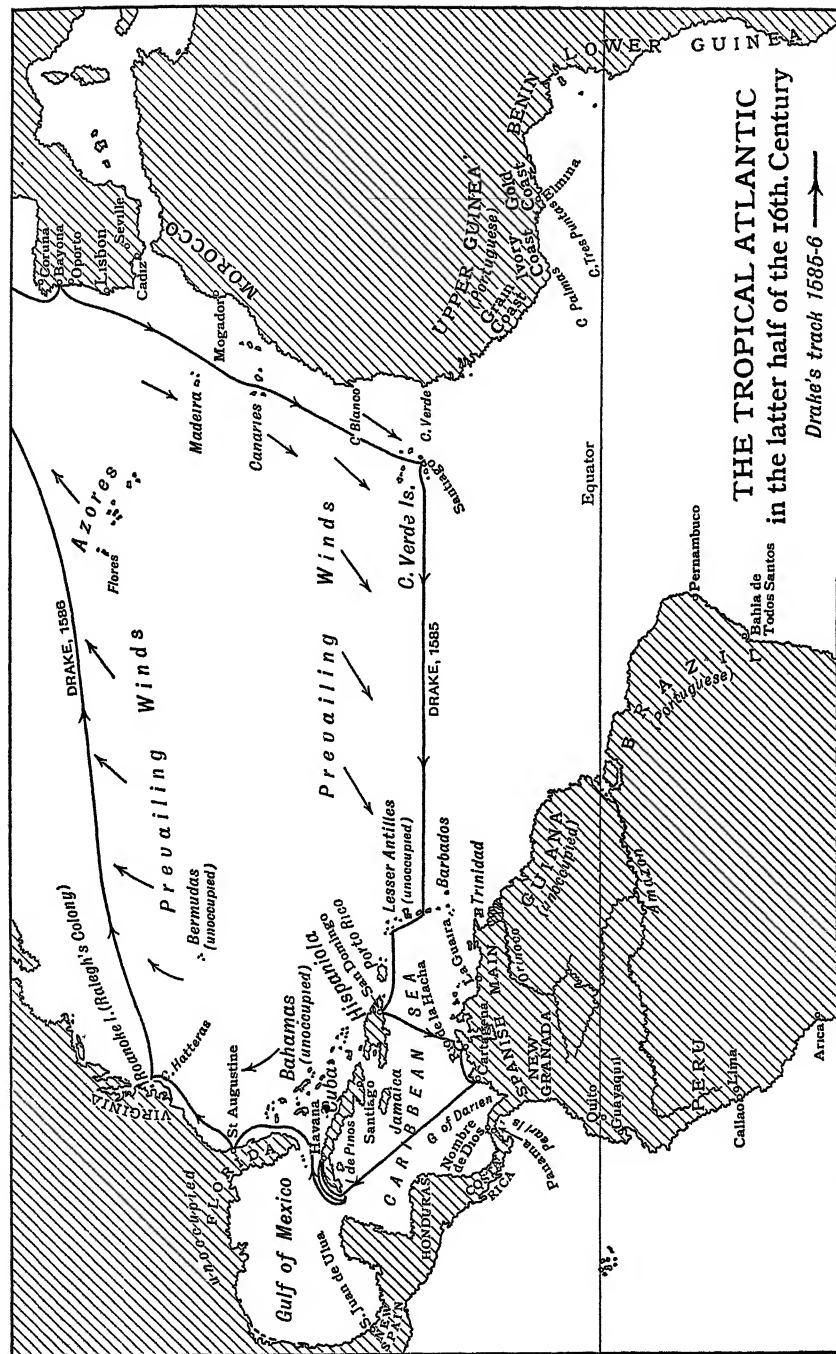 THE TROPICAL ATLANTIC
in the latter half of the 16th. Century
Drake's track 1585-6
Coruna
Bayona
Oporto
Lisbon
Seville
Cadiz
MOROCCO
Mogador
Madeira
Canaries
C Blanco
C. Verde
C. Verde Is.
Santiago
Azores
Flores
DRAKE, 1586
Prevailing Winds
Prevailing Winds
DRAKE, 1585
UPPER GUINEA
(Portuguese)
Grain
Coast
Ivory
Coast
Gold
Coast
BENIN
LOWER GUINEA
Elmina
C. Tres Puntas
C Palmas
Equator
Roanoke I. (Ralegh's Colony)
C. Hatteras
VIRGINIA
Bermudas
(unoccupied)
St Augustine
unoccupied
FLORIDA
Bahamas
(unoccupied)
Gulf of Mexico
Havana
Cuba
I de Pinos
Santiago
Jamaica
Hispaniola
San Domingo
Porto Rico
Lesser Antilles
(unoccupied)
Barbados
Trinidad
CARIBBEAN SEA
S. Juan de Ulua
NEW
SPAIN
HONDURAS
COSTA
RICA
Nombre
de Dios
G of Darien
Panama
Pearl Is
Cartagena
R. de la Hacha
La Guaira
SPANISH MAIN
NEW
GRANADA
Orinoco
GUIANA
(unoccupied)
Amazon
Quito
Guayaquil
PERU
Callao
Lima
Arica
BRAZIL
(Portuguese)
Pernambuco
Bahia de
Todos Santos